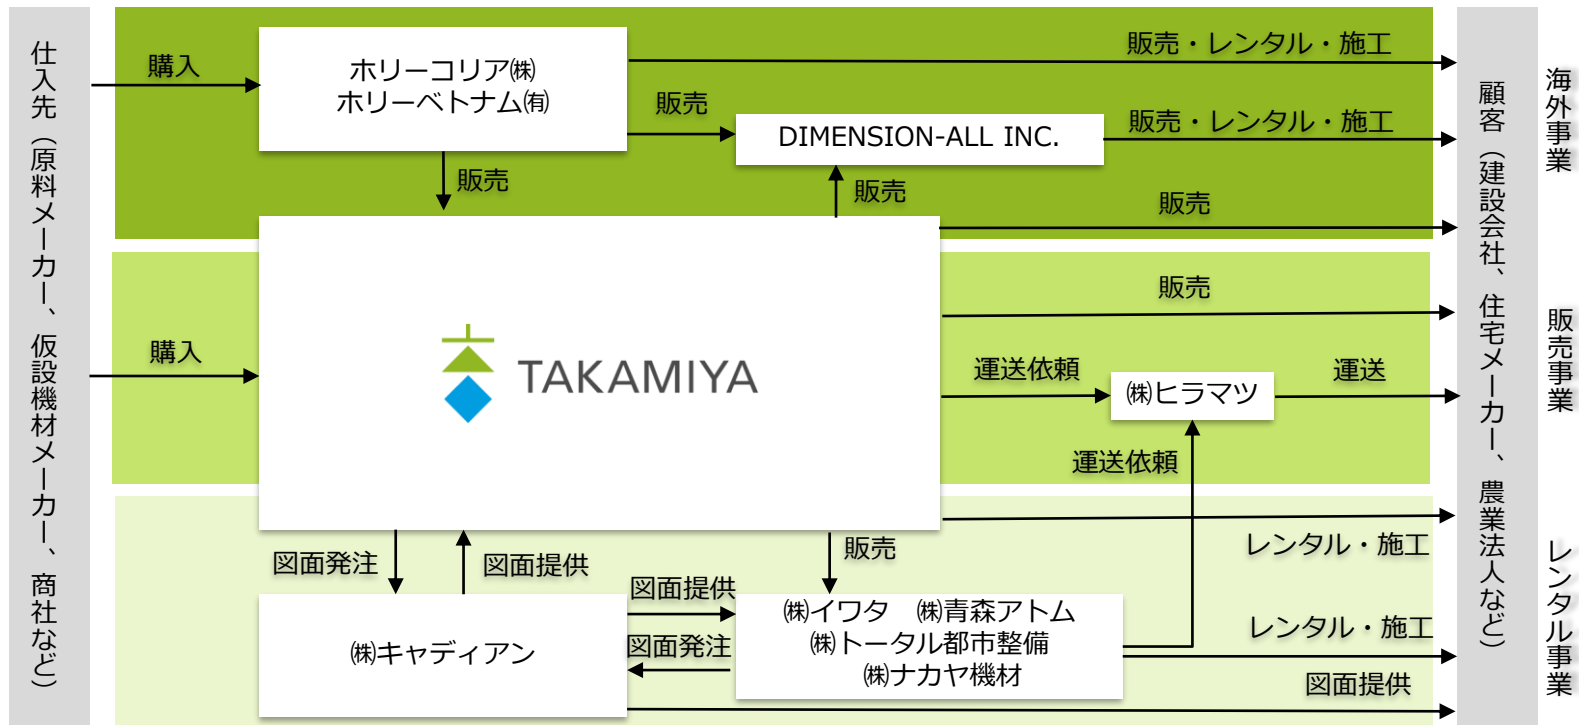 仕入先（原料メーカー、仮設機材メーカー、商社など）
購入
ホリーコリア㈱
ホリーベトナム㈲
販売・レンタル・施工
販売
DIMENSION-ALL INC.
販売・レンタル・施工
販売
販売
販売
海外事業
顧客（建設会社、住宅メーカー、農業法人など）
購入
TAKAMIYA
販売
運送依頼
㈱ヒラマツ
運送
運送依頼
販売事業
レンタル・施工
図面発注
図面提供
販売
図面提供
図面発注
㈱キャディアン
㈱イワタ　㈱青森アトム
㈱トータル都市整備
㈱ナカヤ機材
レンタル・施工
図面提供
レンタル事業